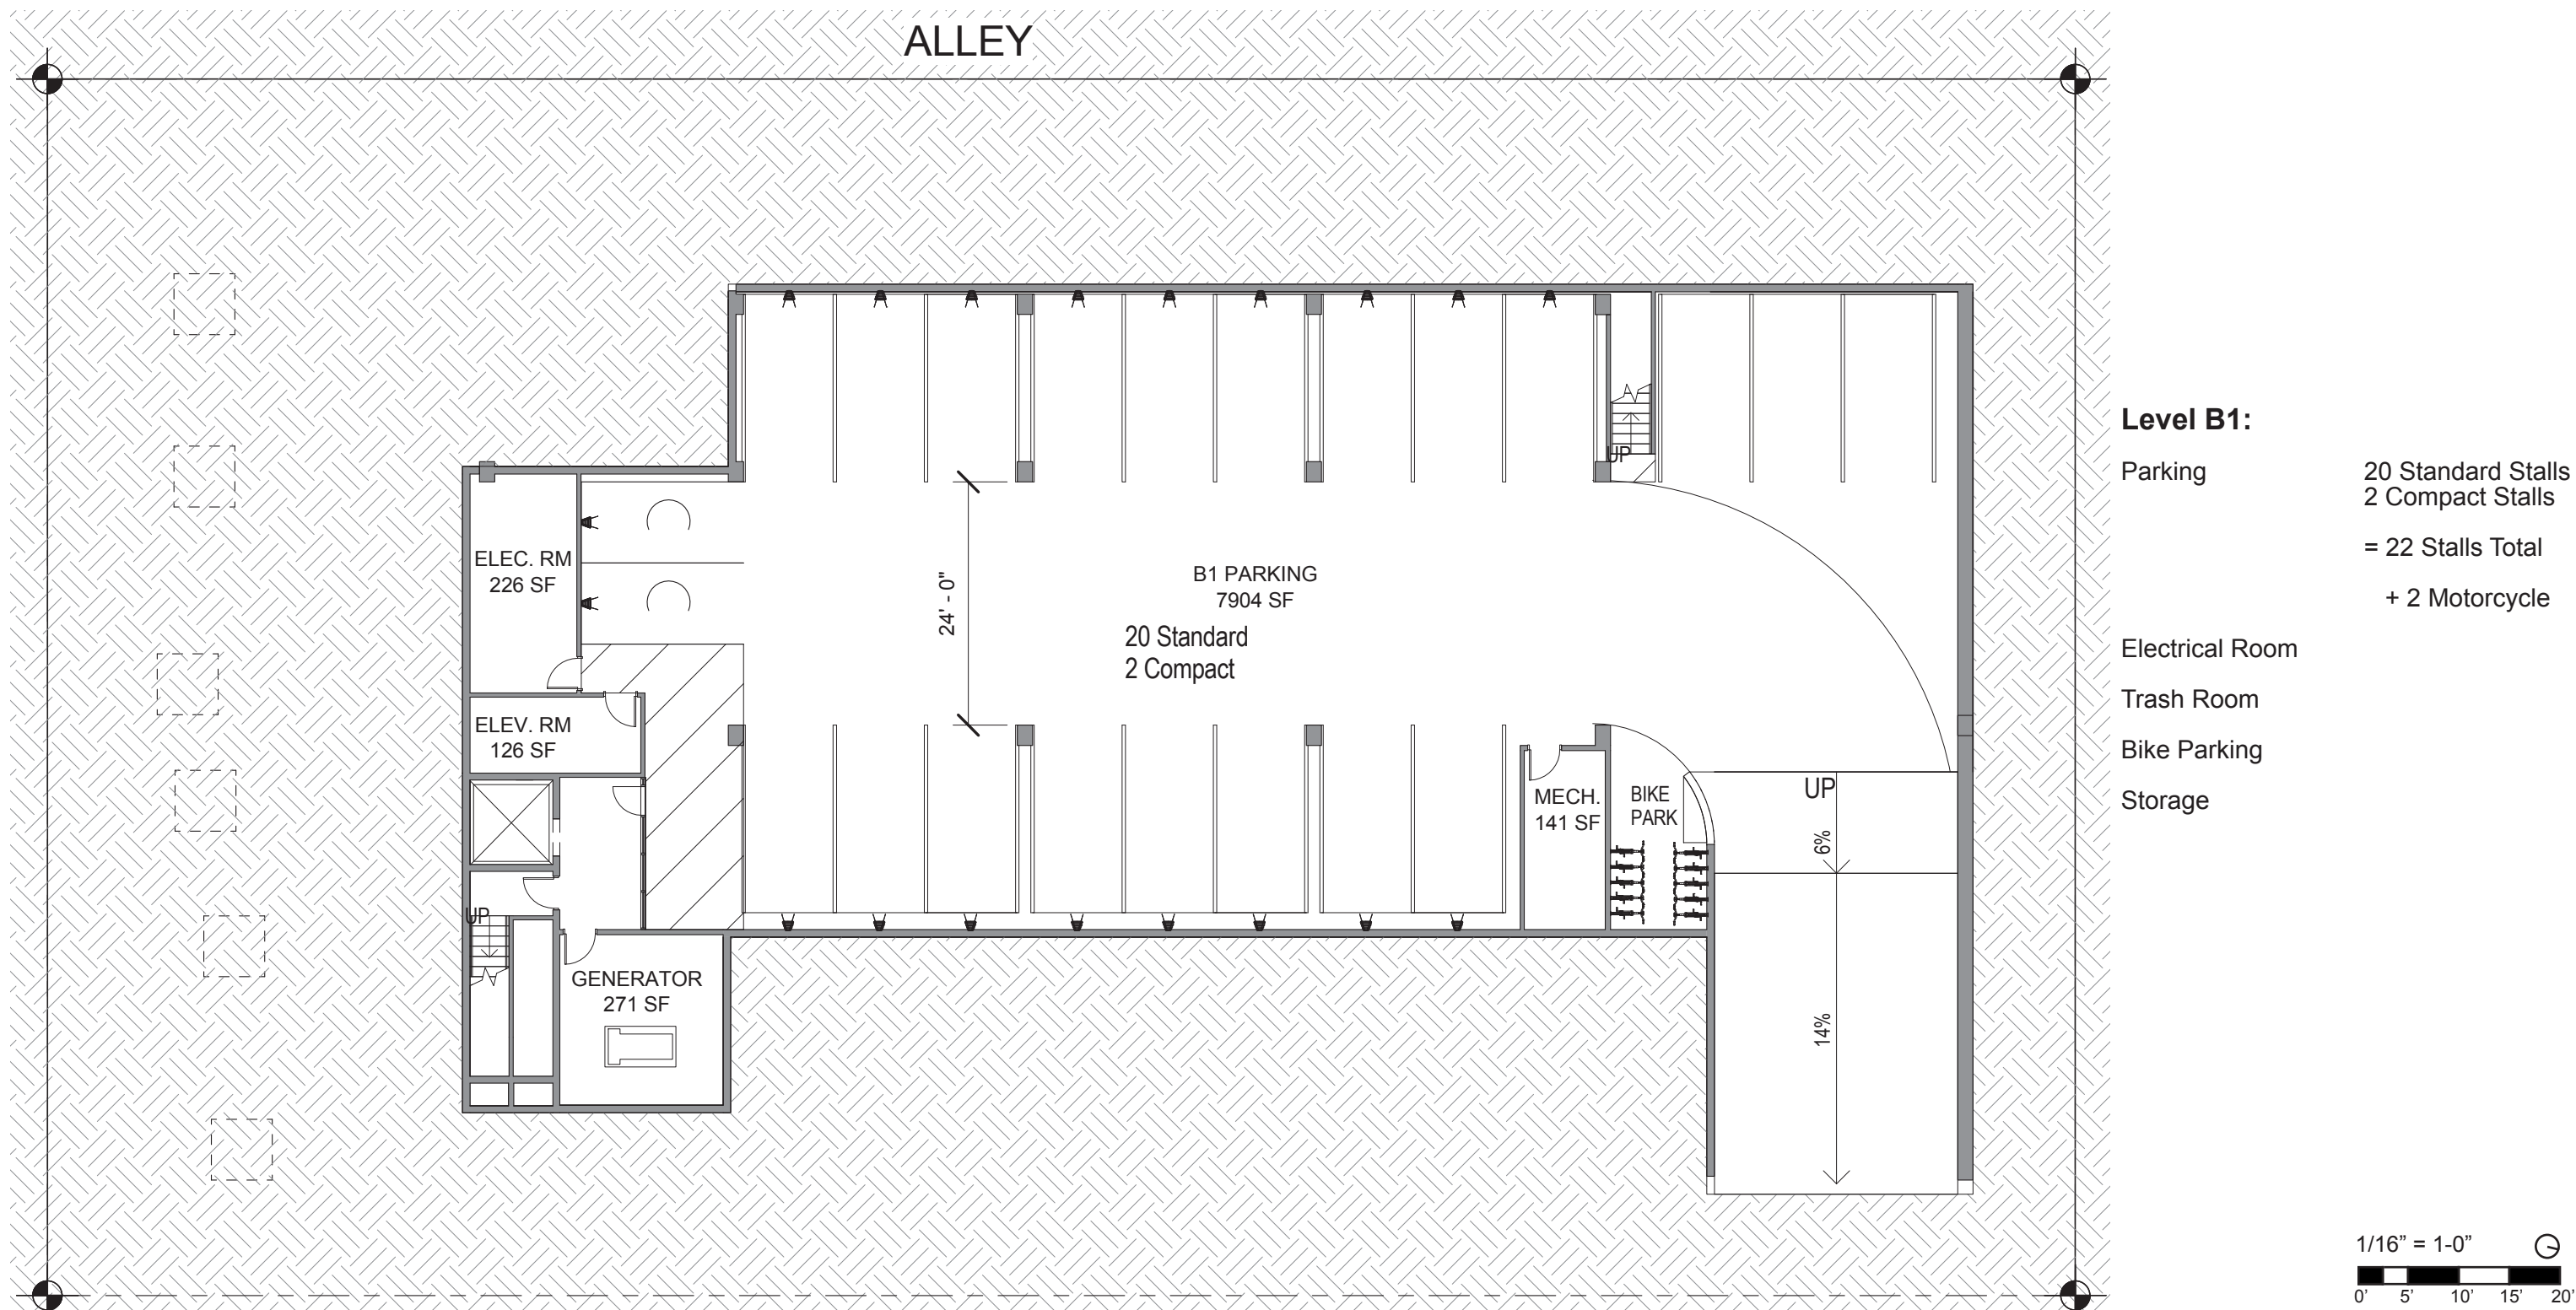 ALLEY
ELEC. RM
226 SF
ELEV. RM
126 SF
UP
GENERATOR
271 SF
24' - 0"
B1 PARKING
7904 SF
20 Standard
2 Compact
UP
MECH.
141 SF
BIKE
PARK
UP
6%
14%
Level B1:
Parking
20 Standard Stalls
2 Compact Stalls
= 22 Stalls Total
+ 2 Motorcycle
Electrical Room
Trash Room
Bike Parking
Storage
1/16” = 1-0”
0’ 5’ 10’ 15’ 20’